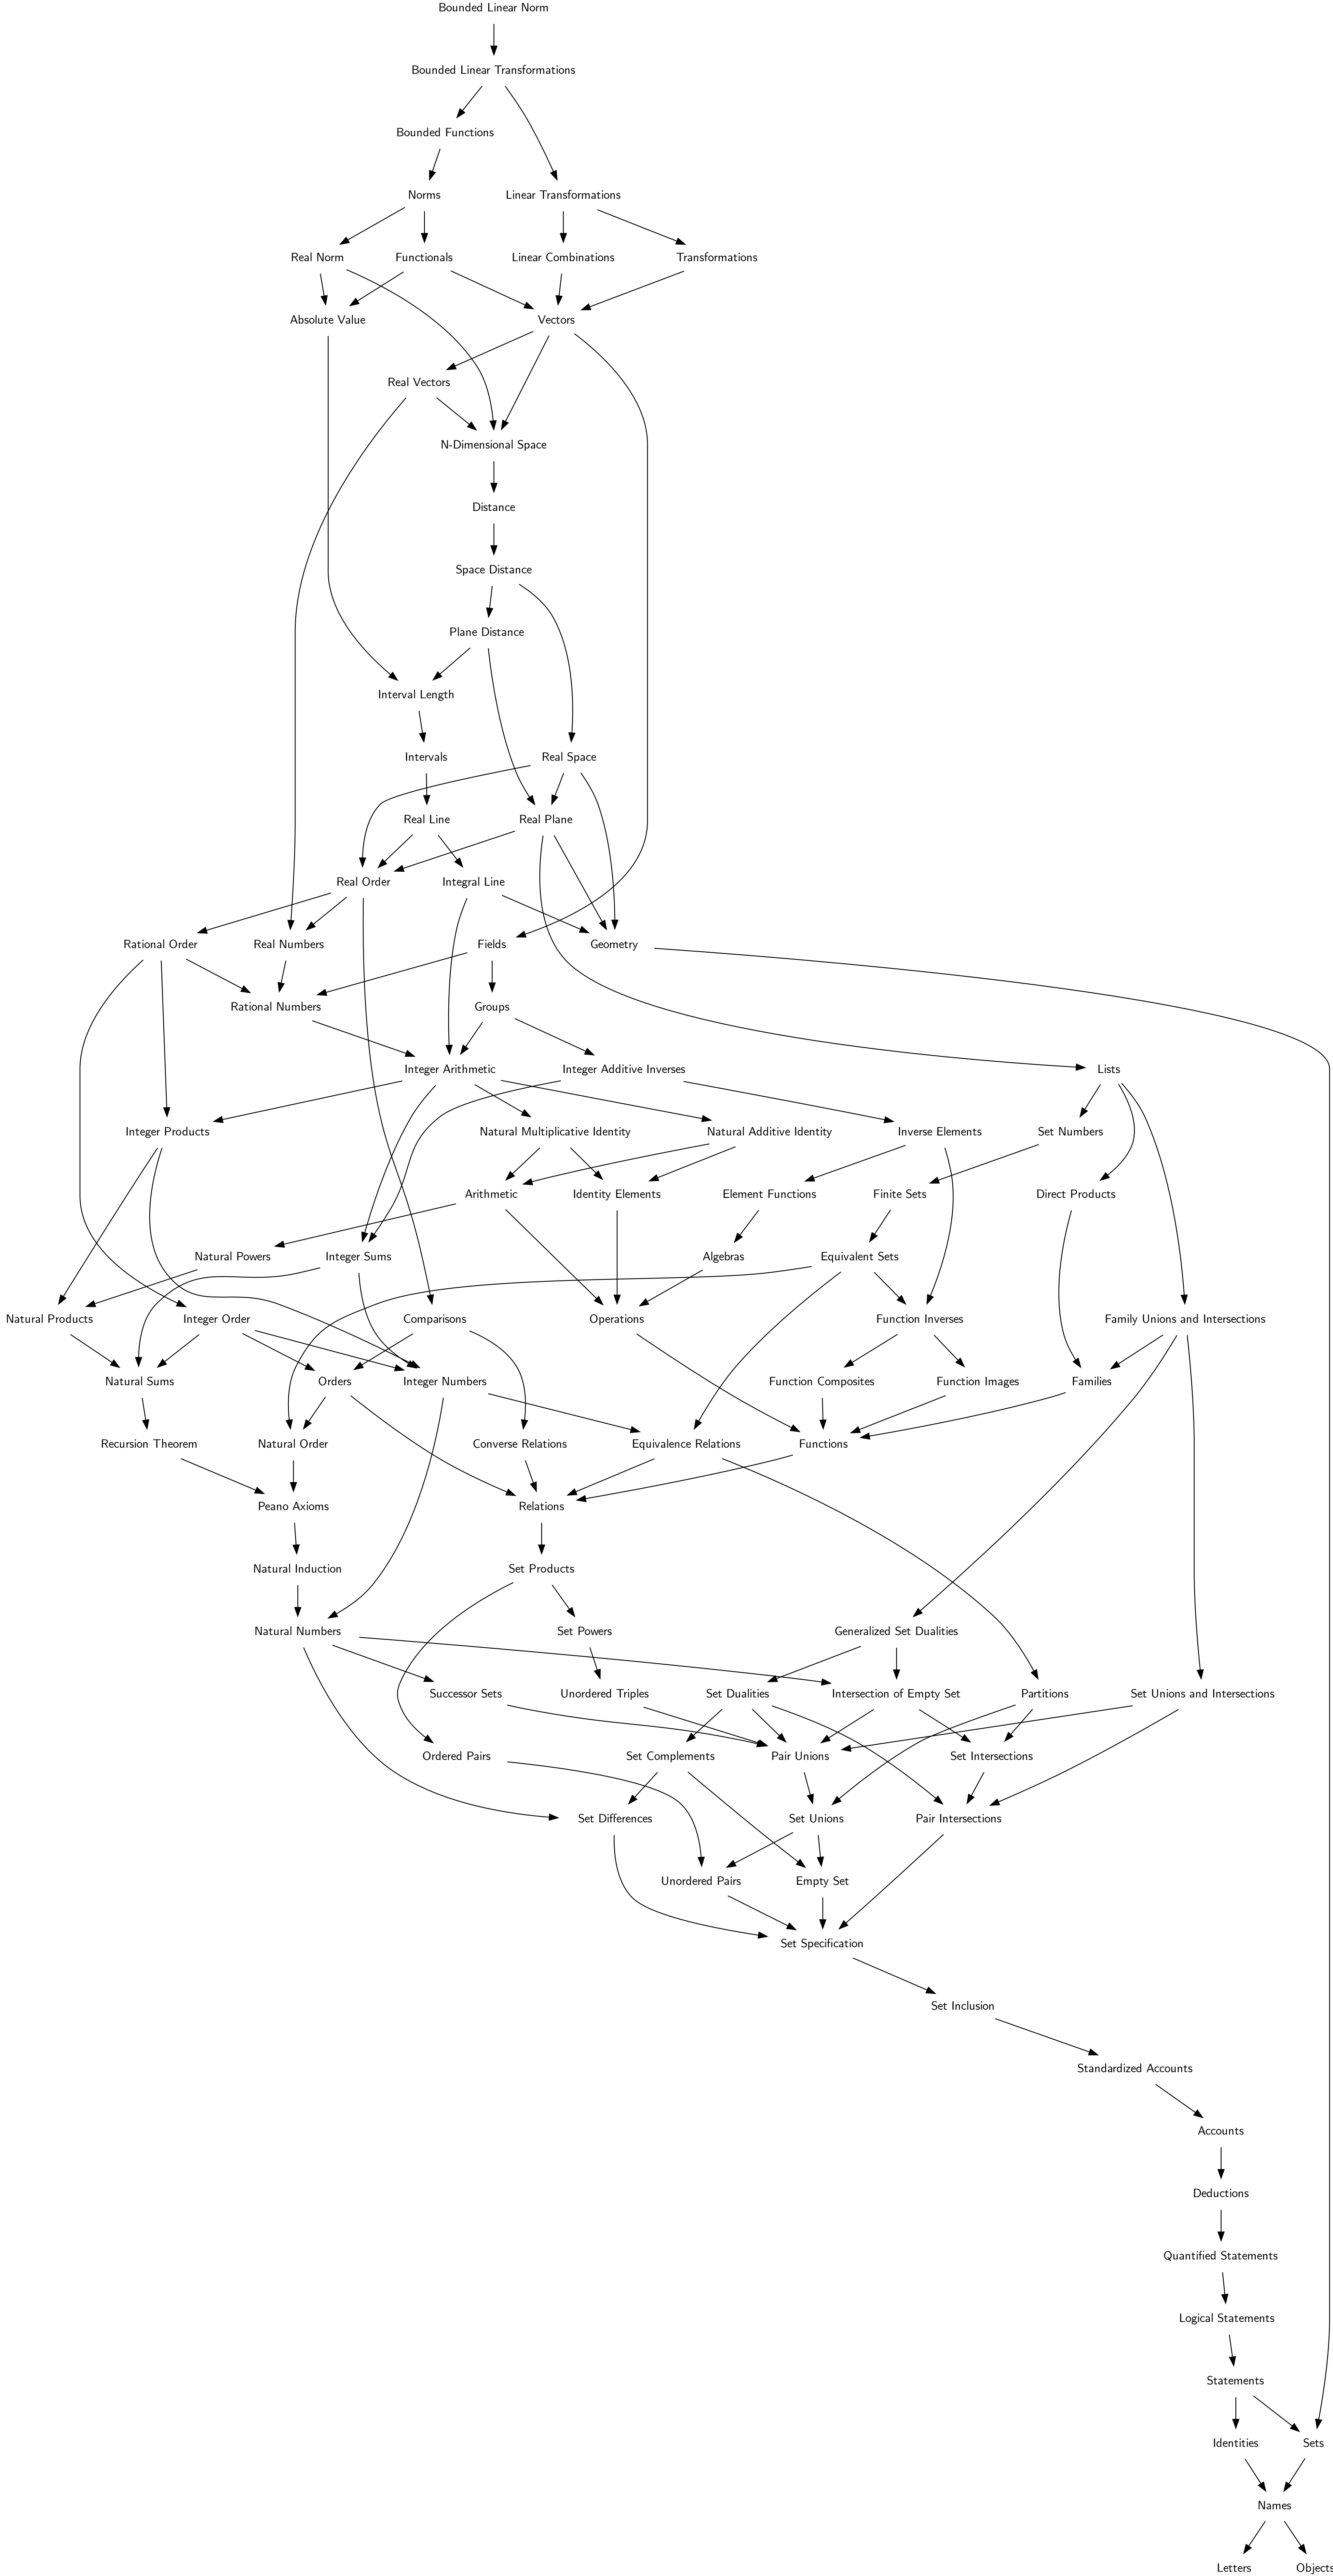 Bounded Linear Norm
Bounded Linear Transformations
Bounded Functions
Norms
Linear Transformations
Real Norm
Functionals
Linear Combinations
Transformations
Absolute Value
Vectors
Real Vectors
N-Dimensional Space
Distance
Space Distance
Plane Distance
Interval Length
Intervals
Real Space
Real Line
Real Plane
Real Order
Integral Line
Rational Order
Real Numbers
Fields
Geometry
Rational Numbers
Groups
Integer Arithmetic
Integer Additive Inverses
Lists
Integer Products
Natural Multiplicative Identity
Natural Additive Identity
Inverse Elements
Set Numbers
Arithmetic
Identity Elements
Element Functions
Finite Sets
Direct Products
Natural Powers
Integer Sums
Algebras
Equivalent Sets
Natural Products
Integer Order
Comparisons
Operations
Function Inverses
Family Unions and Intersections
Natural Sums
Orders
Integer Numbers
Function Composites
Function Images
Families
Recursion Theorem
Natural Order
Converse Relations
Equivalence Relations
Functions
Peano Axioms
Relations
Natural Induction
Set Products
Natural Numbers
Set Powers
Generalized Set Dualities
Successor Sets
Unordered Triples
Set Dualities
Intersection of Empty Set
Partitions
Set Unions and Intersections
Ordered Pairs
Set Complements
Pair Unions
Set Intersections
Set Differences
Set Unions
Pair Intersections
Unordered Pairs
Empty Set
Set Specification
Set Inclusion
Standardized Accounts
Accounts
Deductions
Quantified Statements
Logical Statements
Statements
Identities
Sets
Names
Letters
Objects